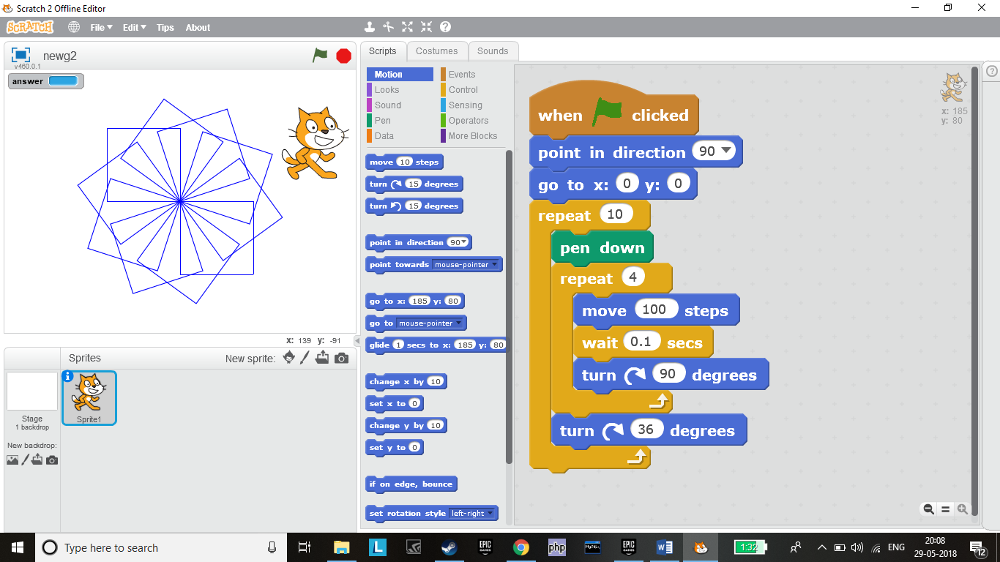 Scratch 2 Offline Editor
SCRATCH File Edit Tips About
newg2
v460.0.1
answer
x: 139 y: -91
Sprites New sprite:
Sprite1
Stage
1 backdrop
New backdrop:
Scripts Costumes Sounds
Motion Events
Looks Control
Sound Sensing
Pen Operators
Data More Blocks
move 10 steps
turn 15 degrees
turn 15 degrees
point in direction 90
point towards mouse-pointer
go to x: 185 y: 80
go to mouse-pointer
glide 1 secs to x: 185 y: 80
change x by 10
set x to 0
change y by 10
set y to 0
if on edge, bounce
set rotation style left-right
when clicked
point in direction 90
go to x: 0 y: 0
repeat 10
pen down
repeat 4
move 100 steps
wait 0.1 secs
turn 90 degrees
turn 36 degrees
x: 185
y: 80
Type here to search
L
EPIC
GAMES
php
MySQL
EPIC
GAMES
W
1:32
ENG
20:08
29-05-2018
12